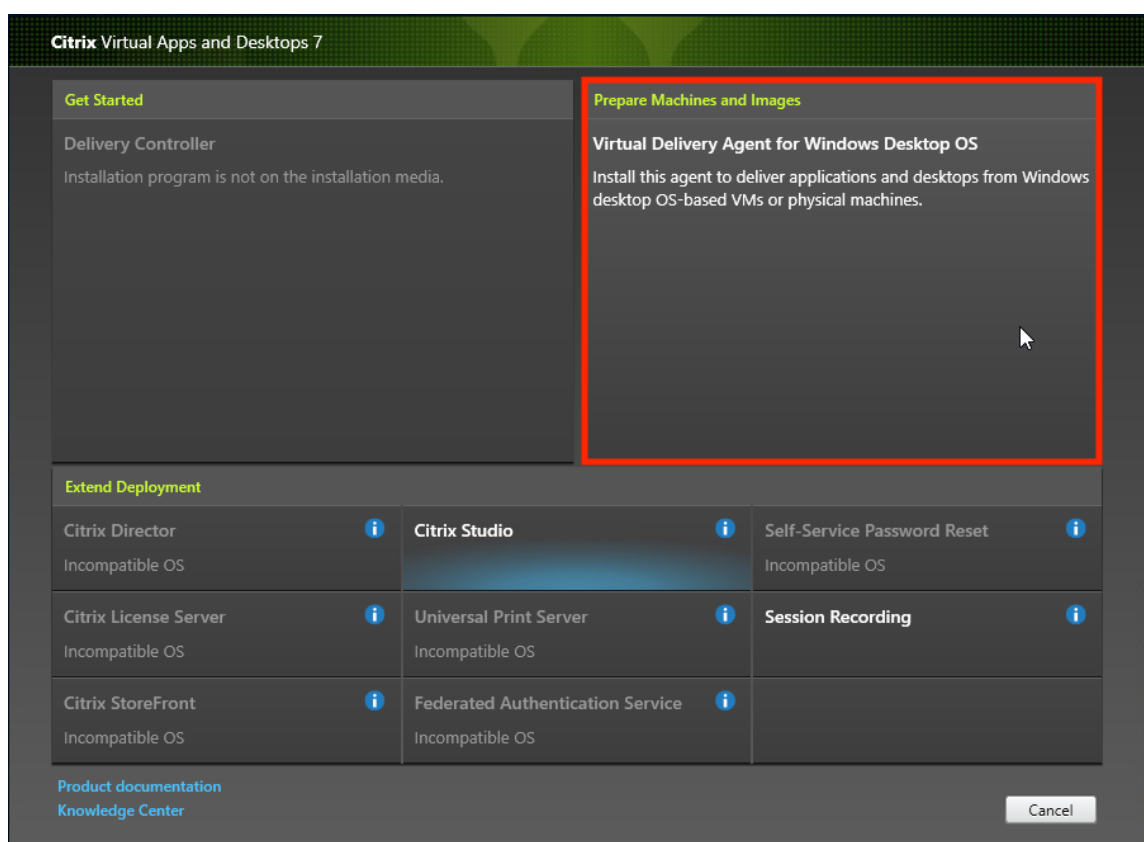 Citrix Virtual Apps and Desktops 7
Get Started
Delivery Controller
Installation program is not on the installation media.
Prepare Machines and Images
Virtual Delivery Agent for Windows Desktop OS
Install this agent to deliver applications and desktops from Windows
desktop OS-based VMs or physical machines.
Extend Deployment
Citrix Director
Incompatible OS
Citrix Studio
Self-Service Password Reset
Incompatible OS
Citrix License Server
Incompatible OS
Universal Print Server
Incompatible OS
Session Recording
Citrix StoreFront
Incompatible OS
Federated Authentication Service
Incompatible OS
Product documentation
Knowledge Center
Cancel